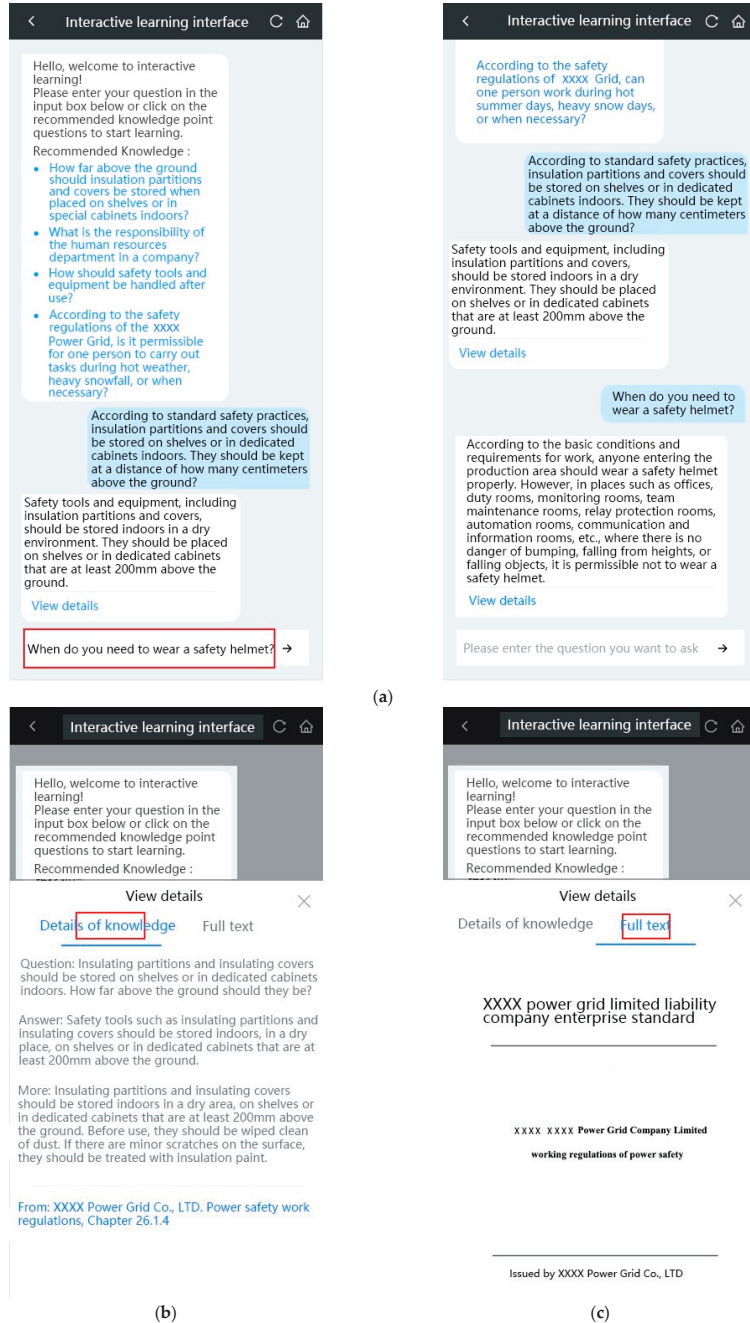 Interactive learning interface
Hello, welcome to interactive
learning!
Please enter your question in the
input box below or click on the
recommended knowledge point
questions to start learning.
Recommended Knowledge :
• How far above the ground
should insulation partitions
and covers be stored when
placed on shelves or in
special cabinets indoors?
• What is the responsibility of
the human resources
department in a company?
• How should safety tools and
equipment be handled after
use?
• According to the safety
regulations of the XXXX
Power Grid, is it permissible
for one person to carry out
tasks during hot weather,
heavy snowfall, or when
necessary?
According to standard safety practices,
insulation partitions and covers should
be stored on shelves or in dedicated
cabinets indoors. They should be kept
at a distance of how many centimeters
above the ground?
Safety tools and equipment, including
insulation partitions and covers,
should be stored indoors in a dry
environment. They should be placed
on shelves or in dedicated cabinets
that are at least 200mm above the
ground.
View details
When do you need to wear a safety helmet? →
Interactive learning interface
According to the safety
regulations of XXXX Grid, can
one person work during hot
summer days, heavy snow days,
or when necessary?
According to standard safety practices,
insulation partitions and covers should
be stored on shelves or in dedicated
cabinets indoors. They should be kept
at a distance of how many centimeters
above the ground?
Safety tools and equipment, including
insulation partitions and covers,
should be stored indoors in a dry
environment. They should be placed
on shelves or in dedicated cabinets
that are at least 200mm above the
ground.
View details
When do you need to
wear a safety helmet?
According to the basic conditions and
requirements for work, anyone entering the
production area should wear a safety helmet
properly. However, in places such as offices,
duty rooms, monitoring rooms, team
maintenance rooms, relay protection rooms,
automation rooms, communication and
information rooms, etc., where there is no
danger of bumping, falling from heights, or
falling objects, it is permissible not to wear a
safety helmet.
View details
Please enter the question you want to ask →
(a)
Interactive learning interface
Hello, welcome to interactive
learning!
Please enter your question in the
input box below or click on the
recommended knowledge point
questions to start learning.
Recommended Knowledge :
View details
Details of knowledge Full text
Question: Insulating partitions and insulating covers
should be stored on shelves or in dedicated cabinets
indoors. How far above the ground should they be?
Answer: Safety tools such as insulating partitions and
insulating covers should be stored indoors, in a dry
place, on shelves or in dedicated cabinets that are at
least 200mm above the ground.
More: Insulating partitions and insulating covers
should be stored indoors in a dry area, on shelves or
in dedicated cabinets that are at least 200mm above
the ground. Before use, they should be wiped clean
of dust. If there are minor scratches on the surface,
they should be treated with insulation paint.
From: XXXX Power Grid Co., LTD. Power safety work
regulations, Chapter 26.1.4
(b)
Interactive learning interface
Hello, welcome to interactive
learning!
Please enter your question in the
input box below or click on the
recommended knowledge point
questions to start learning.
Recommended Knowledge :
View details
Details of knowledge Full text
XXXX power grid limited liability
company enterprise standard
XXXX XXXX Power Grid Company Limited
working regulations of power safety
Issued by XXXX Power Grid Co., LTD
(c)